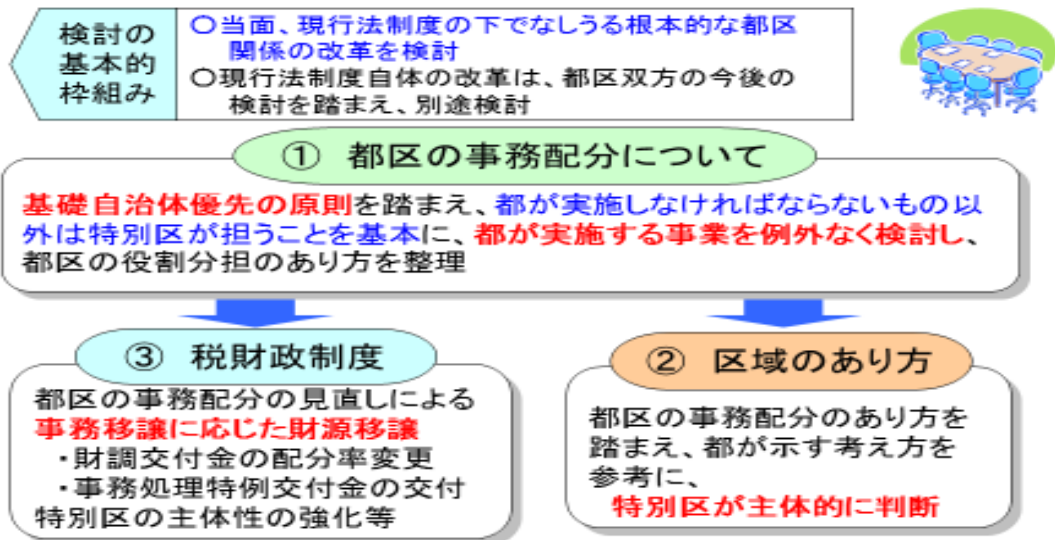 検討の
基本的
枠組み
○当面、現行法制度の下でなしうる根本的な都区
関係の改革を検討
○現行法制度自体の改革は、都区双方の今後の
検討を踏まえ、別途検討
① 都区の事務配分について
基礎自治体優先の原則を踏まえ、都が実施しなければならないもの以
外は特別区が担うことを基本に、都が実施する事業を例外なく検討し、
都区の役割分担のあり方を整理
③ 税財政制度
都区の事務配分の見直しによる
事務移譲に応じた財源移譲
・財調交付金の配分率変更
・事務処理特例交付金の交付
特別区の主体性の強化等
② 区域のあり方
都区の事務配分のあり方を
踏まえ、都が示す考え方を
参考に、
特別区が主体的に判断